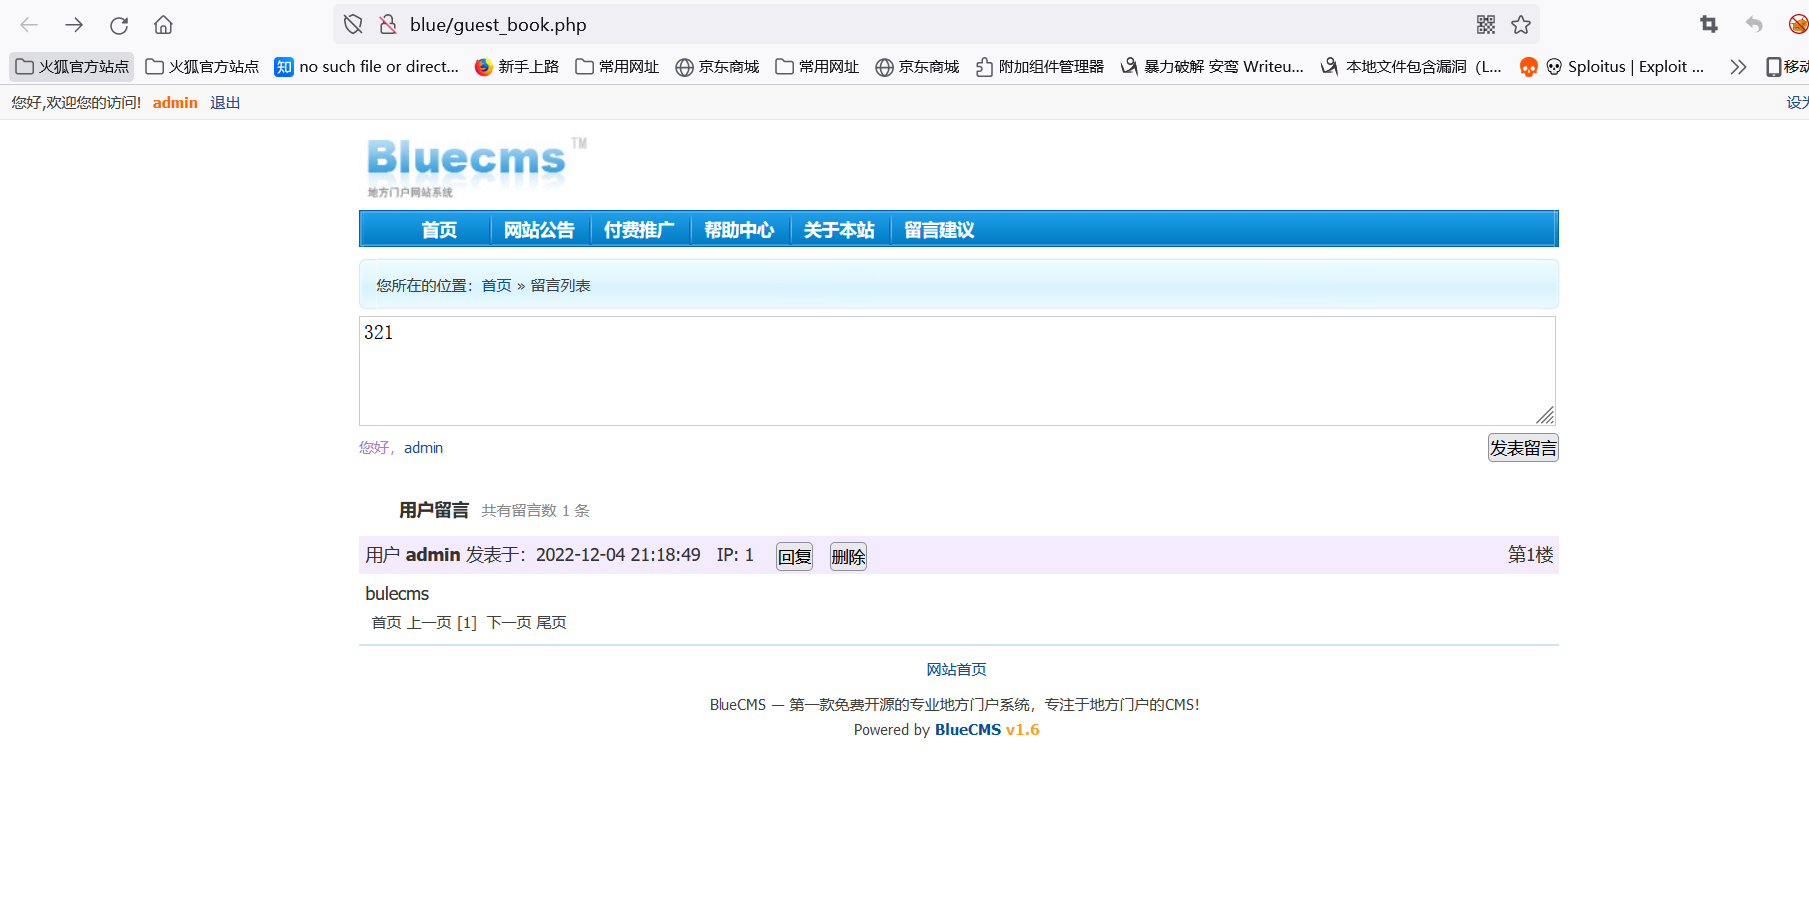 blue/guest_book.php
火狐官方站点 火狐官方站点 知 no such file or direct... 新手上路 常用网址 京东商城 常用网址 京东商城 附加组件管理器 暴力破解 安鸾 Writeu... 本地文件包含漏洞（L... Sploitus | Exploit ... 移动
您好,欢迎您的访问! admin 退出 设为
Bluecms TM
地方门户网站系统
首页 网站公告 付费推广 帮助中心 关于本站 留言建议
您所在的位置：首页 » 留言列表
321
您好，admin 发表留言
用户留言 共有留言数 1 条
用户 admin 发表于：2022-12-04 21:18:49 IP: 1 回复 删除 第1楼
bulecms
首页 上一页 [1] 下一页 尾页
网站首页
BlueCMS — 第一款免费开源的专业地方门户系统，专注于地方门户的CMS!
Powered by BlueCMS v1.6